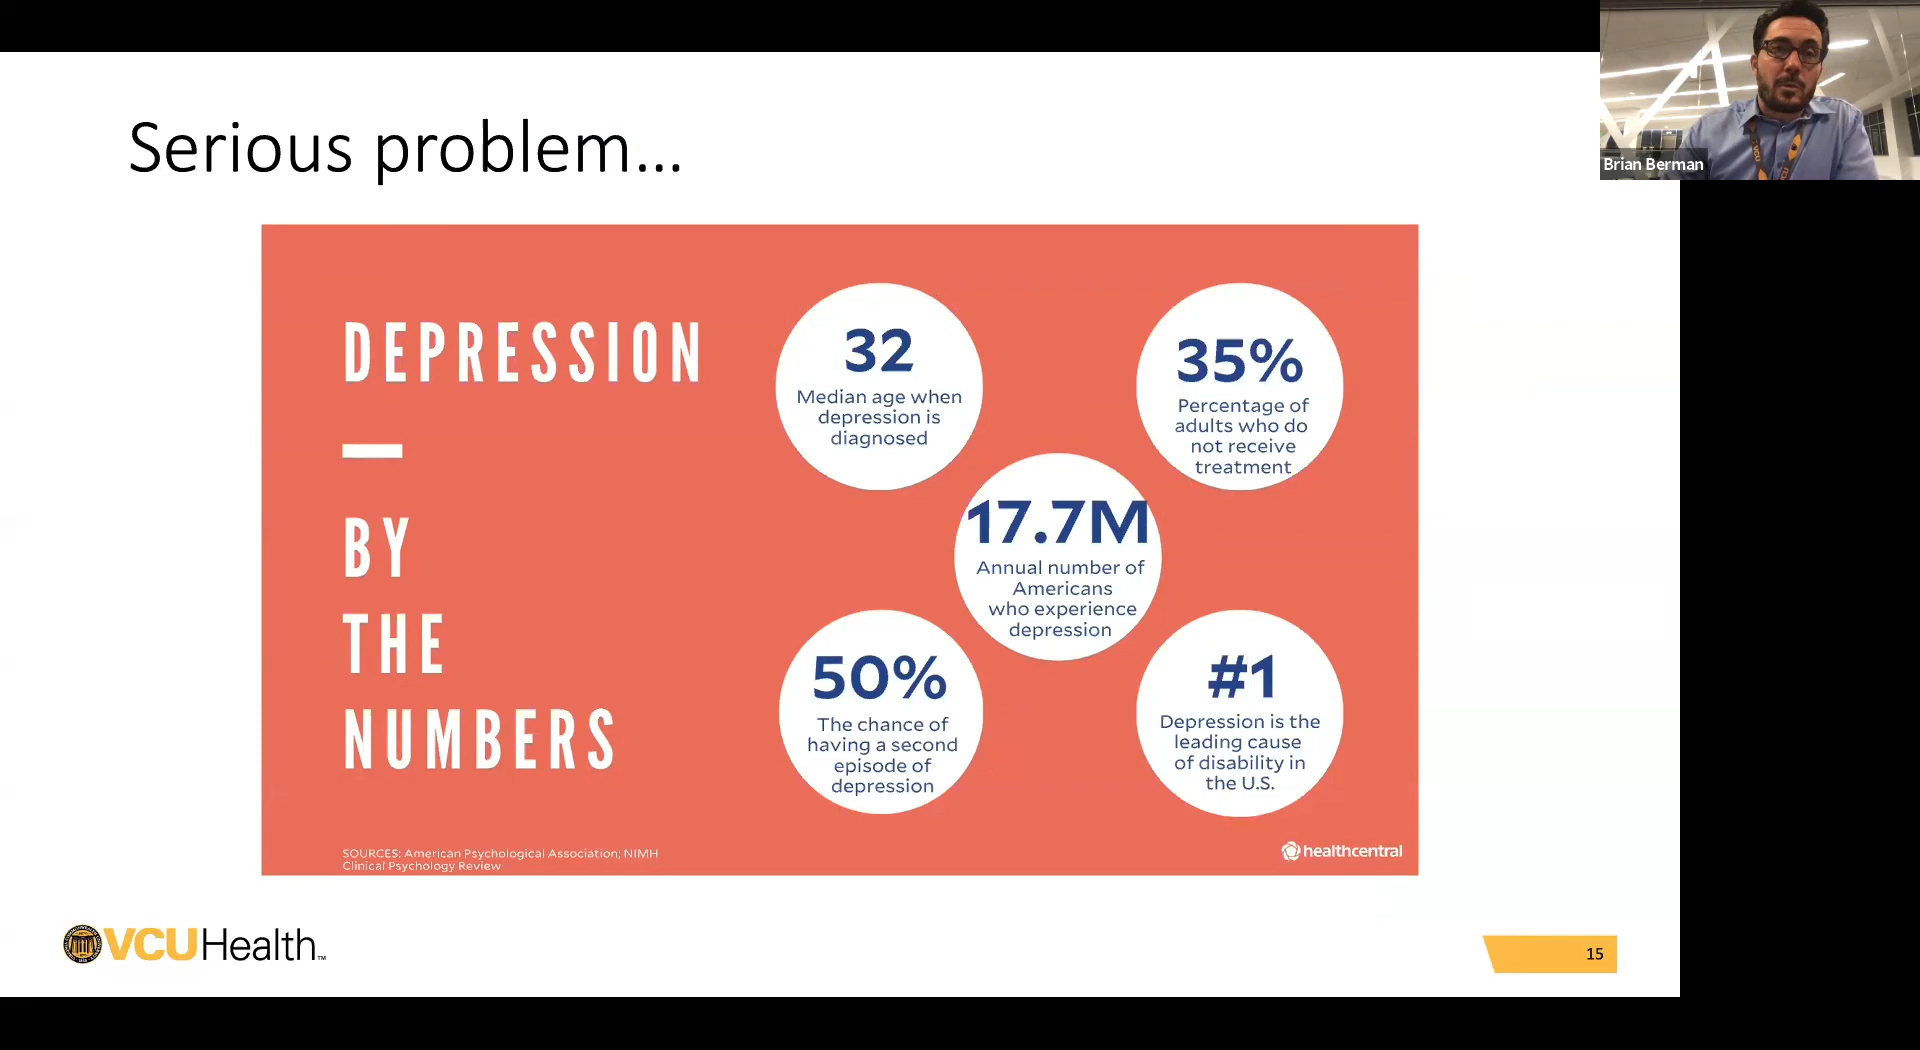 Serious problem...
DEPRESSION
BY
THE
NUMBERS
32
Median age when
depression is
diagnosed
35%
Percentage of
adults who do
not receive
treatment
17.7M
Annual number of
Americans
who experience
depression
50%
The chance of
having a second
episode of
depression
#1
Depression is the
leading cause
of disability in
the U.S.
SOURCES: American Psychological Association; NIMH
Clinical Psychology Review
healthcentral
VCUHealth™
15
Brian Berman
VCU